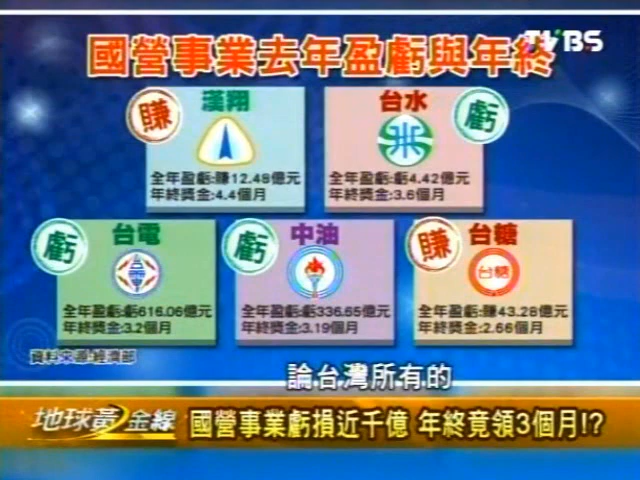 TVBS
國營事業去年盈虧與年終
賺
漢翔
全年盈虧:賺12.48億元
年終獎金:4.4個月
台水
虧
全年盈虧:虧4.42億元
年終獎金:3.6個月
虧
台電
全年盈虧:虧616.06億元
年終獎金:3.2個月
虧
中油
全年盈虧:虧336.65億元
年終獎金:3.19個月
賺
台糖
台糖
全年盈虧:賺43.28億元
年終獎金:2.66個月
資料來源:經濟部
論台灣所有的
地球黃金線
國營事業虧損近千億 年終竟領3個月!?